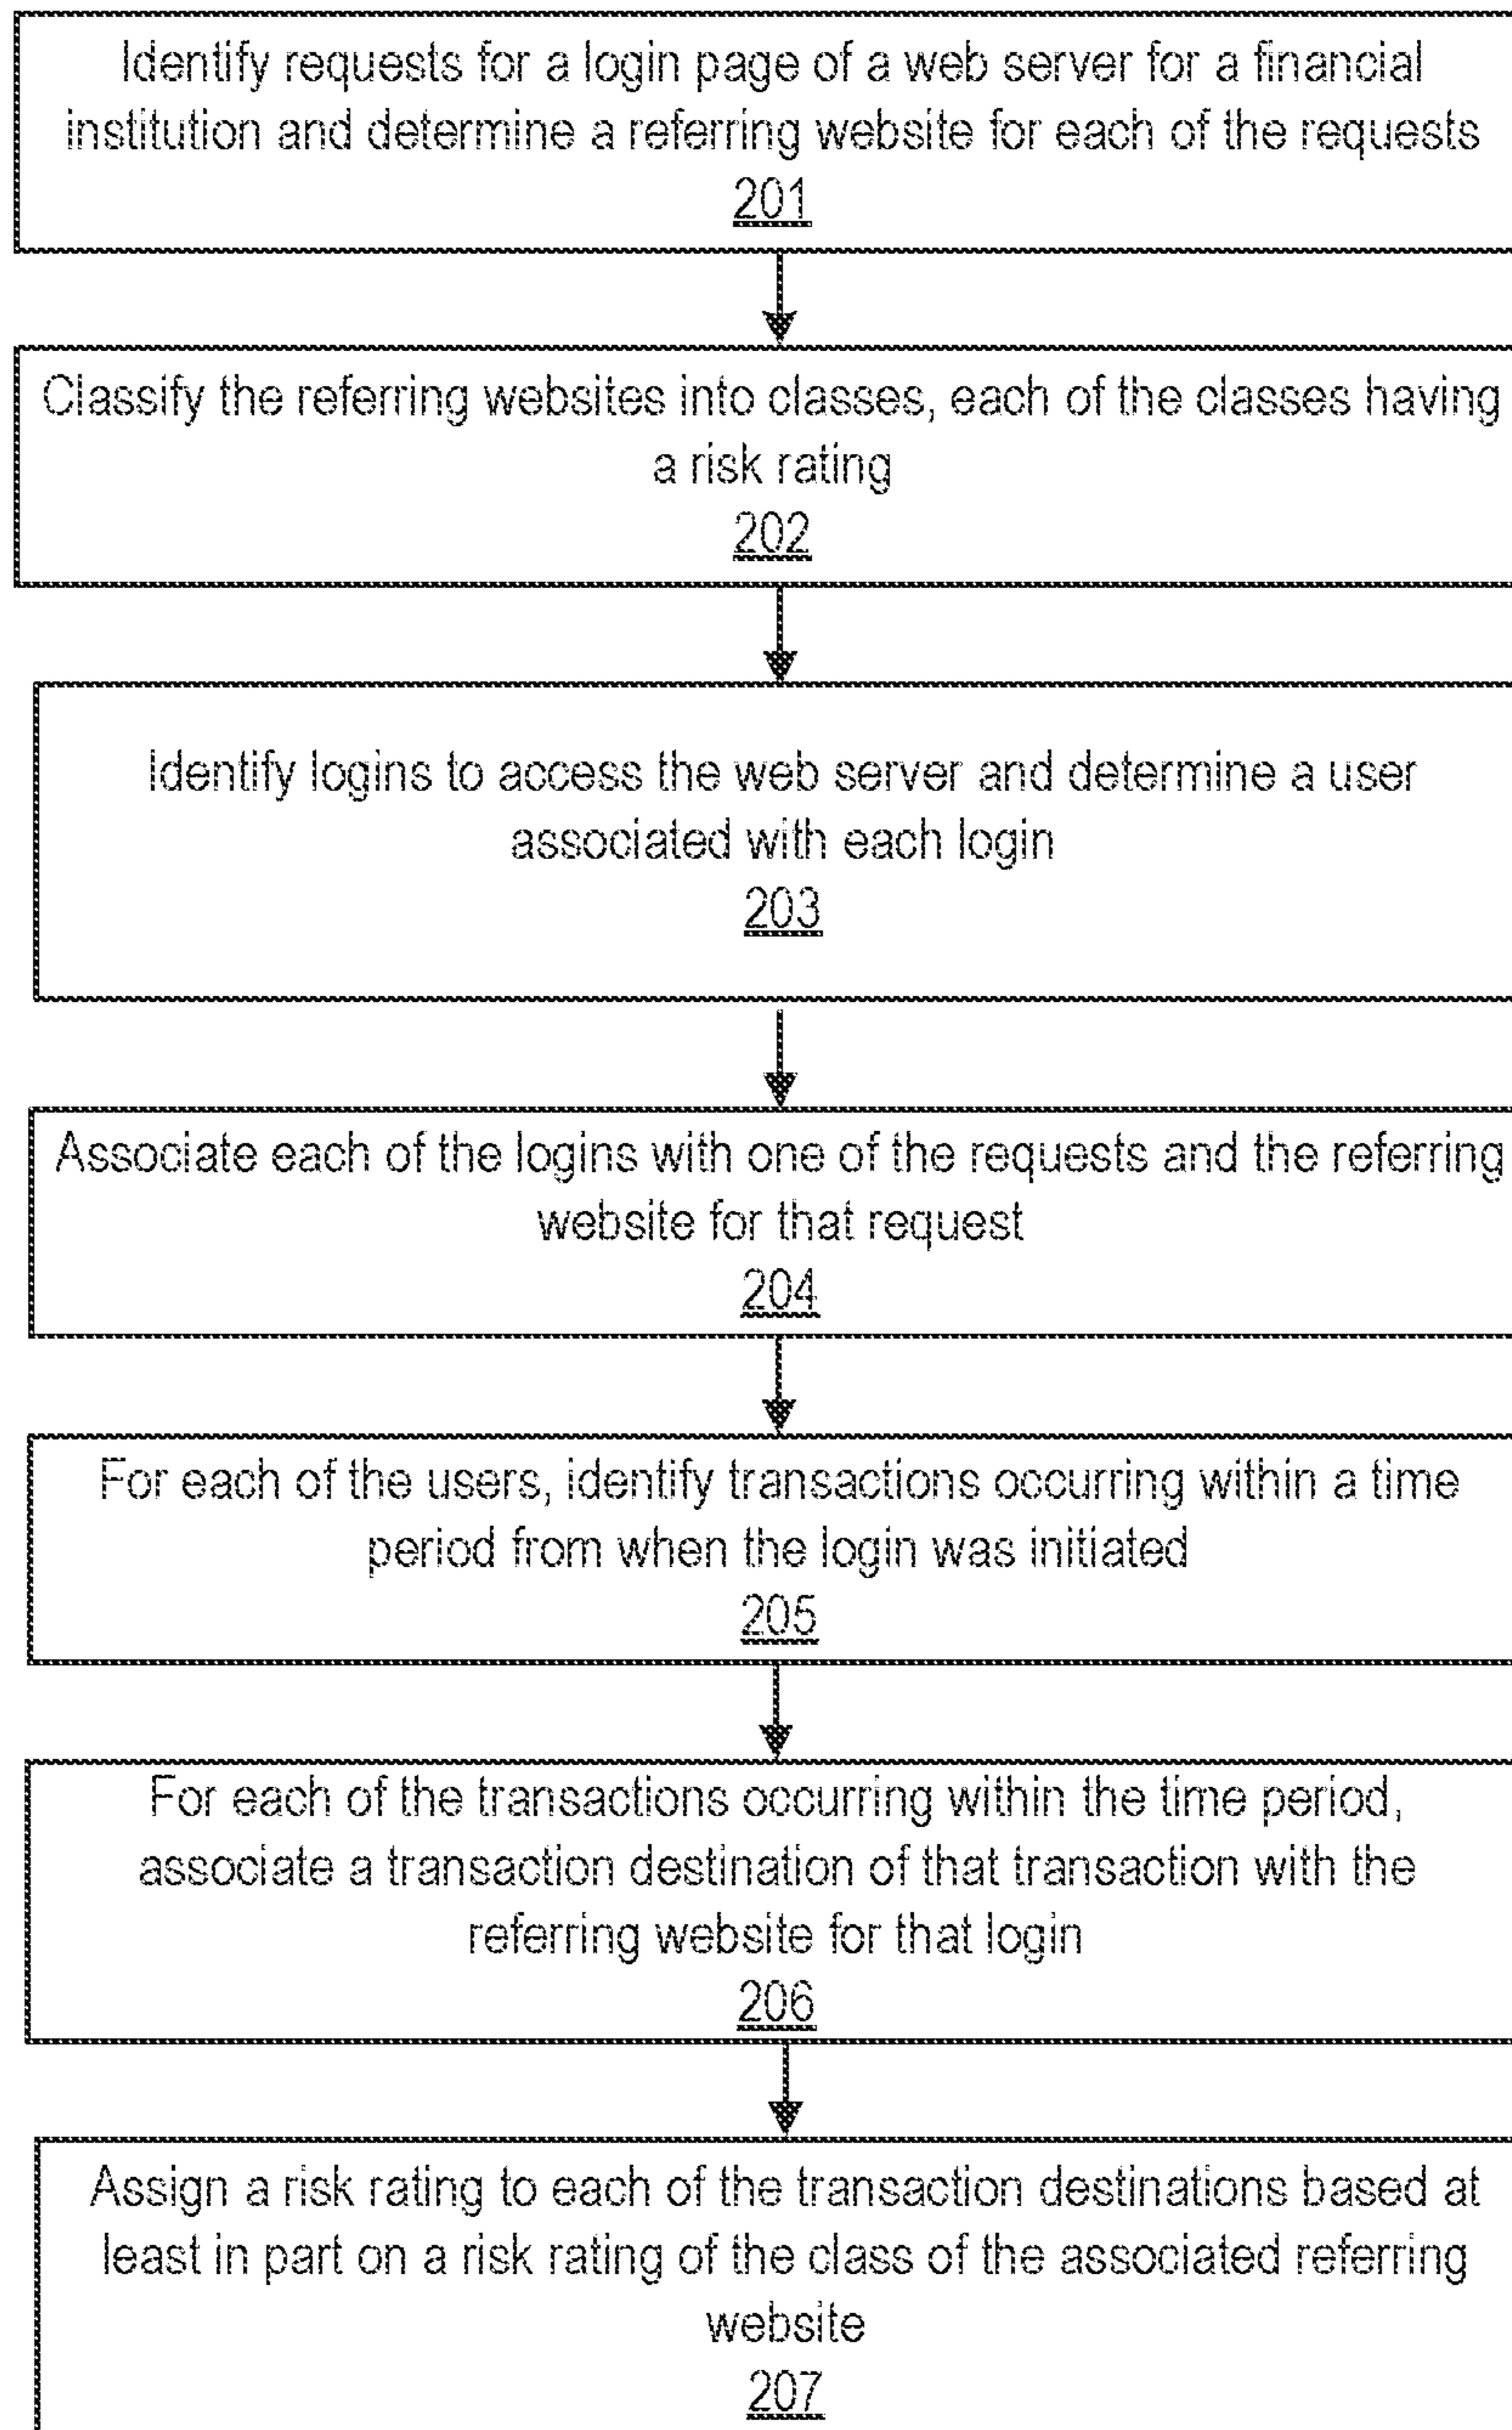 Identify requests for a login page of a web server for a financial
institution and determine a referring website for each of the requests
201
Classify the referring websites into classes, each of the classes having
a risk rating
202
Identify logins to access the web server and determine a user
associated with each login
203
Associate each of the logins with one of the requests and the referring
website for that request
204
For each of the users, identify transactions occurring within a time
period from when the login was initiated
205
For each of the transactions occurring within the time period,
associate a transaction destination of that transaction with the
referring website for that login
206
Assign a risk rating to each of the transaction destinations based at
least in part on a risk rating of the class of the associated referring
website
207